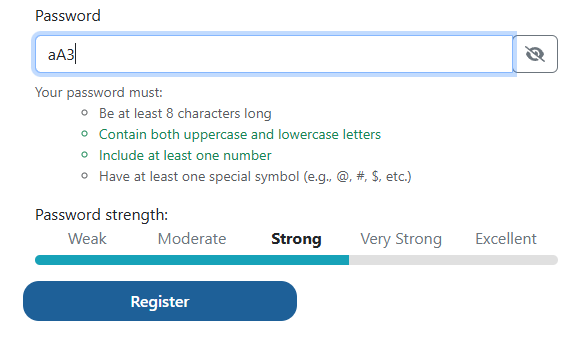 Password
aA3
Your password must:
Be at least 8 characters long
Contain both uppercase and lowercase letters
Include at least one number
Have at least one special symbol (e.g., @, #, $, etc.)
Password strength:
Weak Moderate Strong Very Strong Excellent
Register